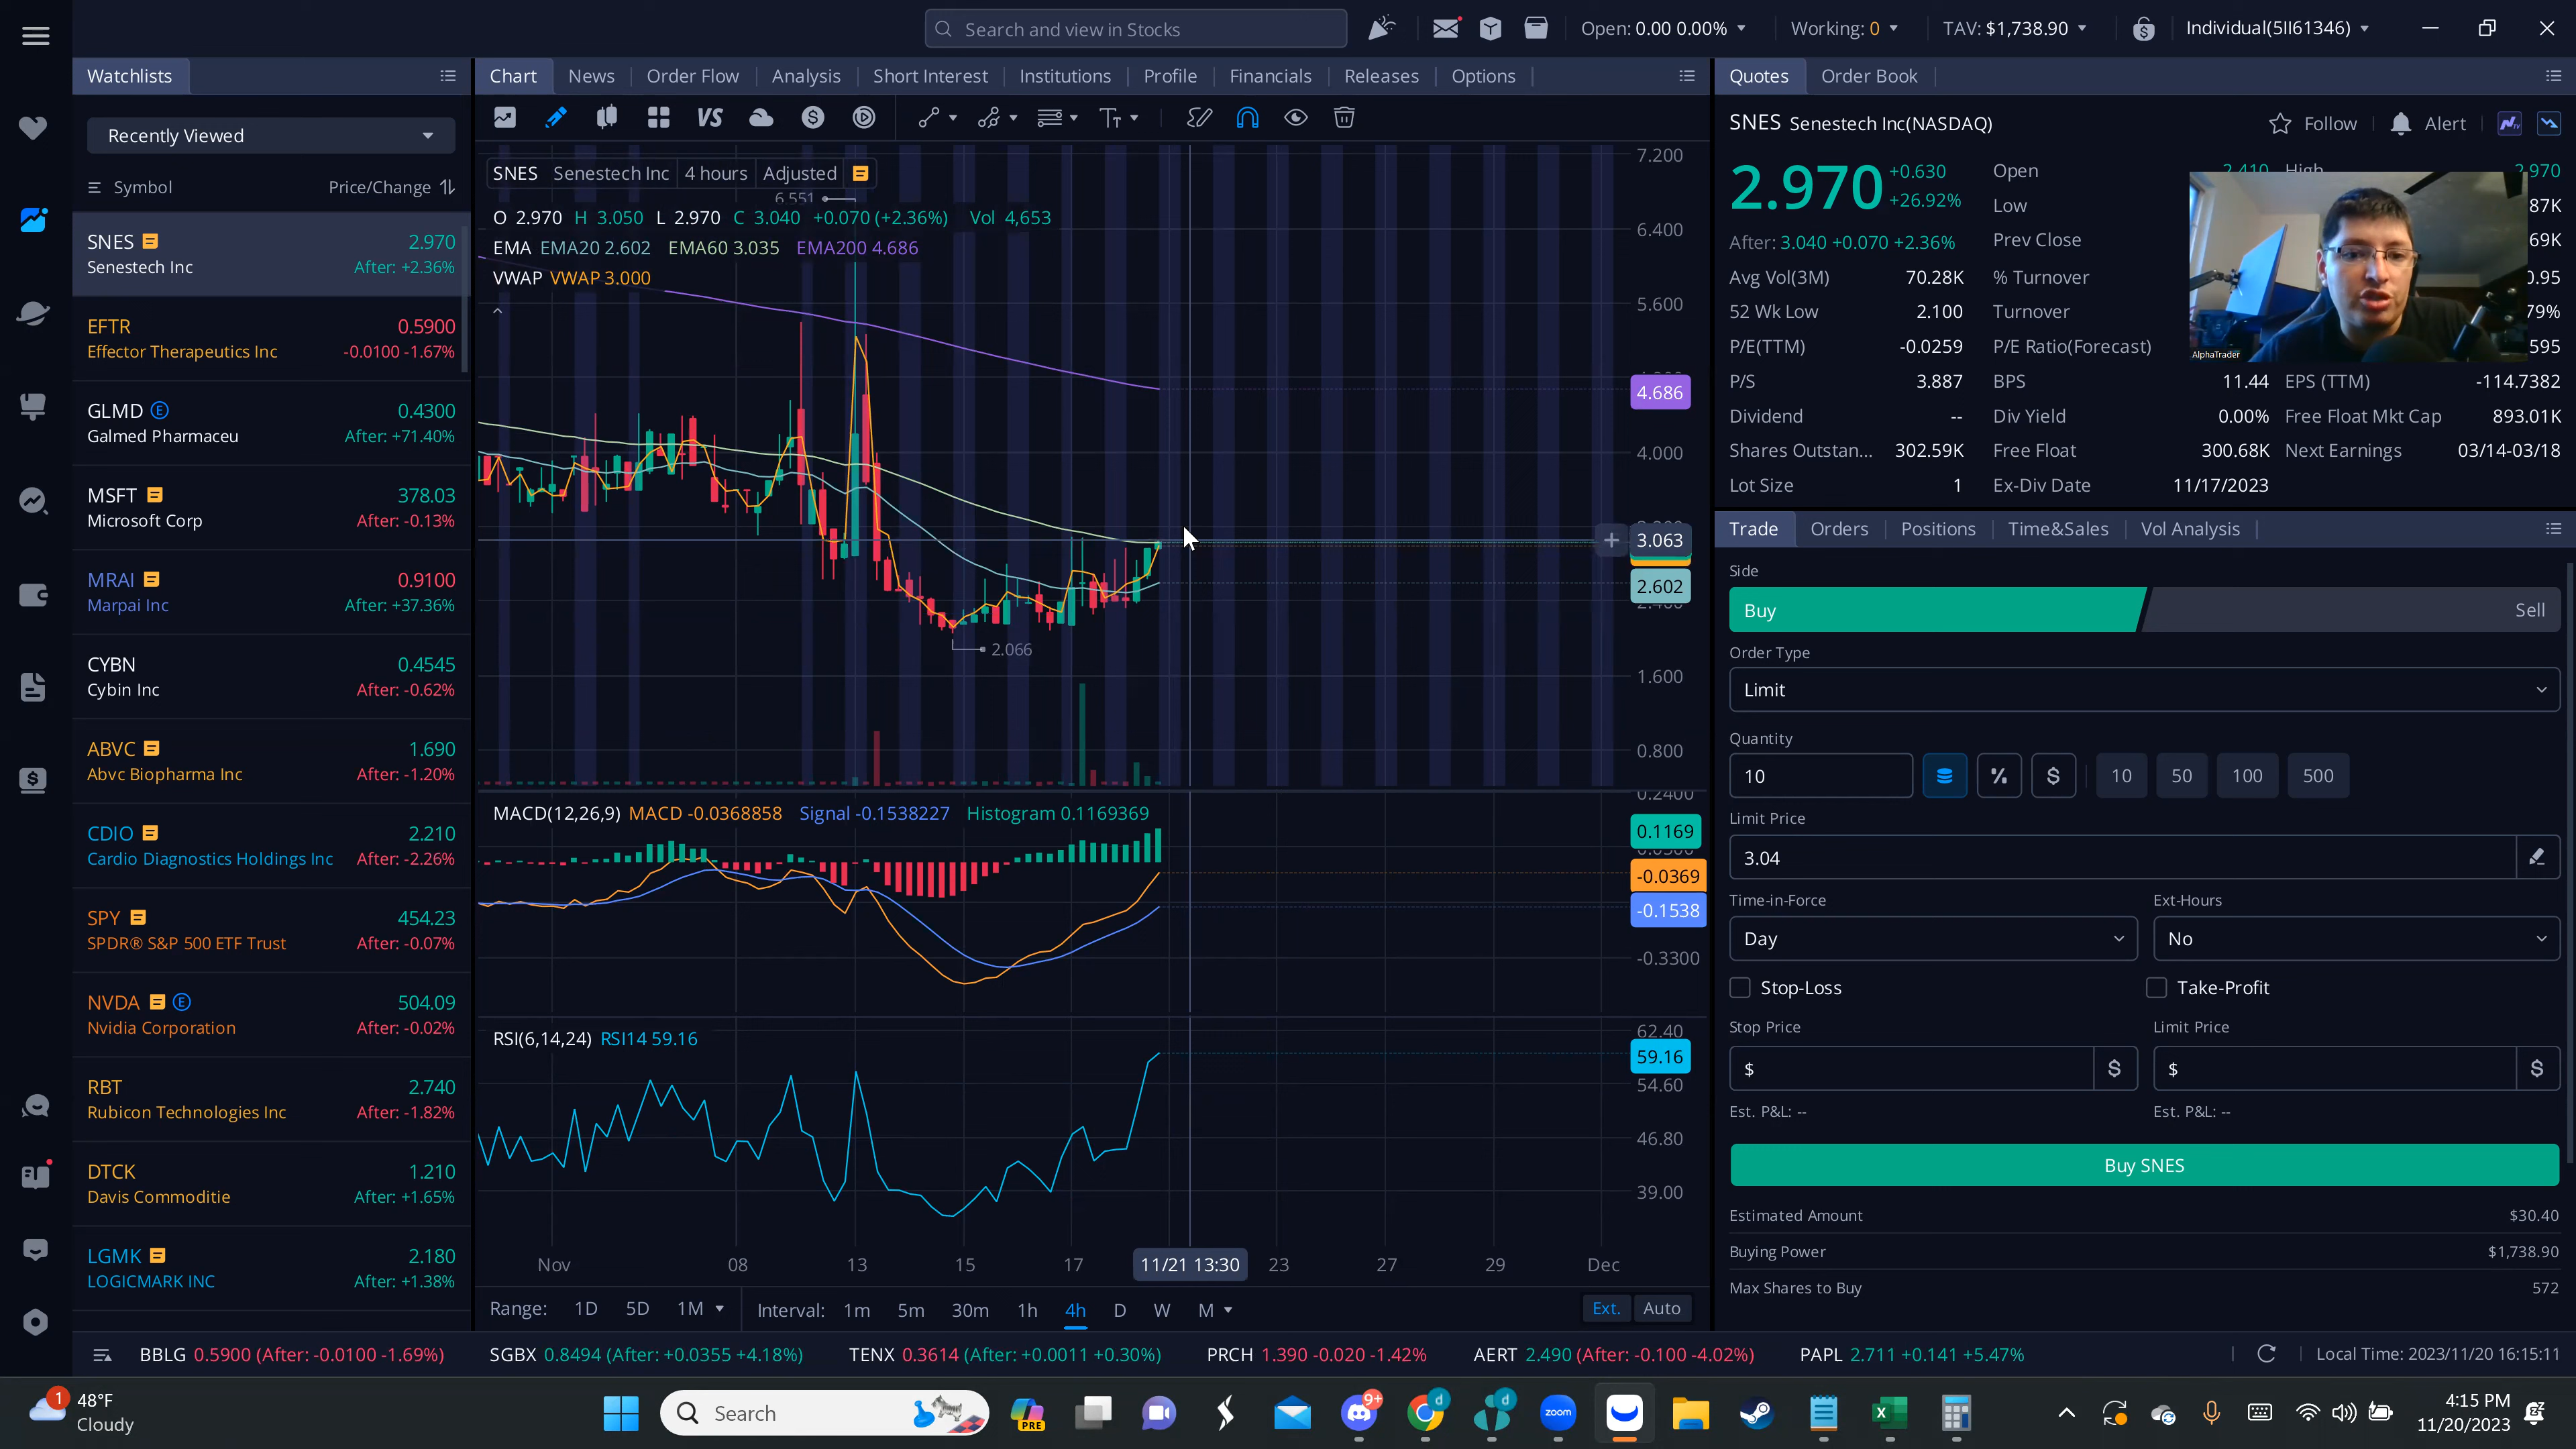 Search and view in Stocks
Open: 0.00 0.00%
Working: 0
TAV: $1,738.90
Individual(5II61346)
Watchlists
Recently Viewed
Symbol
Price/Change
SNES
2.970
Senestech Inc
After: +2.36%
EFTR
0.5900
Effector Therapeutics Inc
-0.0100 -1.67%
GLMD
0.4300
Galmed Pharmaceu
After: +71.40%
MSFT
378.03
Microsoft Corp
After: -0.13%
MRAI
0.9100
Marpai Inc
After: +37.36%
CYBN
0.4545
Cybin Inc
After: -0.62%
ABVC
1.690
Abvc Biopharma Inc
After: -1.20%
CDIO
2.210
Cardio Diagnostics Holdings Inc
After: -2.26%
SPY
454.23
SPDR® S&P 500 ETF Trust
After: -0.07%
NVDA
504.09
Nvidia Corporation
After: -0.02%
RBT
2.740
Rubicon Technologies Inc
After: -1.82%
DTCK
1.210
Davis Commoditie
After: +1.65%
LGMK
2.180
LOGICMARK INC
After: +1.38%
Chart
News
Order Flow
Analysis
Short Interest
Institutions
Profile
Financials
Releases
Options
VS
SNES
Senestech Inc
4 hours
Adjusted
6.551
O 2.970 H 3.050 L 2.970 C 3.040 +0.070 (+2.36%) Vol 4,653
EMA EMA20 2.602 EMA60 3.035 EMA200 4.686
VWAP VWAP 3.000
7.200
6.400
5.600
4.686
4.000
3.063
2.602
1.600
0.800
2.066
MACD(12,26,9) MACD -0.0368858 Signal -0.1538227 Histogram 0.1169369
0.2400
0.1169
-0.0369
-0.1538
-0.3300
RSI(6,14,24) RSI14 59.16
62.40
59.16
54.60
46.80
39.00
Nov
08
13
15
17
11/21 13:30
23
27
29
Dec
Range:
1D
5D
1M
Interval:
1m
5m
30m
1h
4h
D
W
M
Ext.
Auto
Quotes
Order Book
SNES Senestech Inc(NASDAQ)
Follow
Alert
2.970
+0.630
+26.92%
After: 3.040 +0.070 +2.36%
Open
2.410
High
2.970
Low
87K
Prev Close
69K
Avg Vol(3M)
70.28K
% Turnover
0.95
52 Wk Low
2.100
Turnover
79%
P/E(TTM)
-0.0259
P/E Ratio(Forecast)
595
AlphaTrader
P/S
3.887
BPS
11.44
EPS (TTM)
-114.7382
Dividend
--
Div Yield
0.00%
Free Float Mkt Cap
893.01K
Shares Outstan...
302.59K
Free Float
300.68K
Next Earnings
03/14-03/18
Lot Size
1
Ex-Div Date
11/17/2023
Trade
Orders
Positions
Time&Sales
Vol Analysis
Side
Buy
Sell
Order Type
Limit
Quantity
10
%
$
10
50
100
500
Limit Price
3.04
Time-in-Force
Ext-Hours
Day
No
Stop-Loss
Take-Profit
Stop Price
Limit Price
$
$
$
$
Est. P&L: --
Est. P&L: --
Buy SNES
Estimated Amount
$30.40
Buying Power
$1,738.90
Max Shares to Buy
572
BBLG 0.5900 (After: -0.0100 -1.69%)
SGBX 0.8494 (After: +0.0355 +4.18%)
TENX 0.3614 (After: +0.0011 +0.30%)
PRCH 1.390 -0.020 -1.42%
AERT 2.490 (After: -0.100 -4.02%)
PAPL 2.711 +0.141 +5.47%
Local Time: 2023/11/20 16:15:11
1
48°F
Cloudy
Search
PRE
9+
d
d
zoom
4:15 PM
11/20/2023